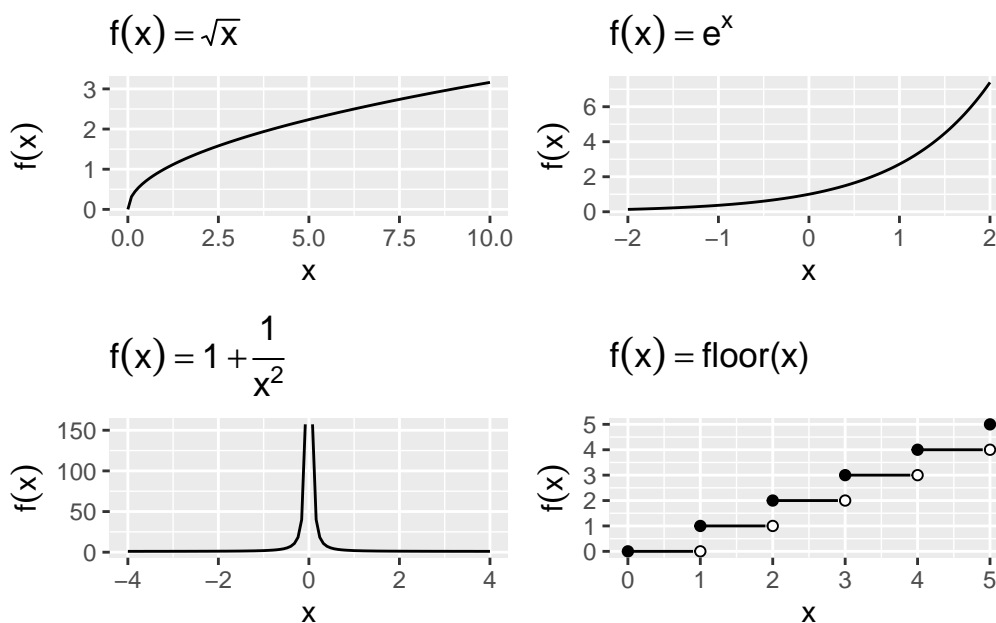 f(x) = √x
3
2
1
0
f(x)
0.0 2.5 5.0 7.5 10.0
x
f(x) = eˣ
6
4
2
0
f(x)
−2 −1 0 1 2
x
f(x) = 1 + 1/x²
150
100
50
0
f(x)
−4 −2 0 2 4
x
f(x) = floor(x)
5
4
3
2
1
0
f(x)
0 1 2 3 4 5
x